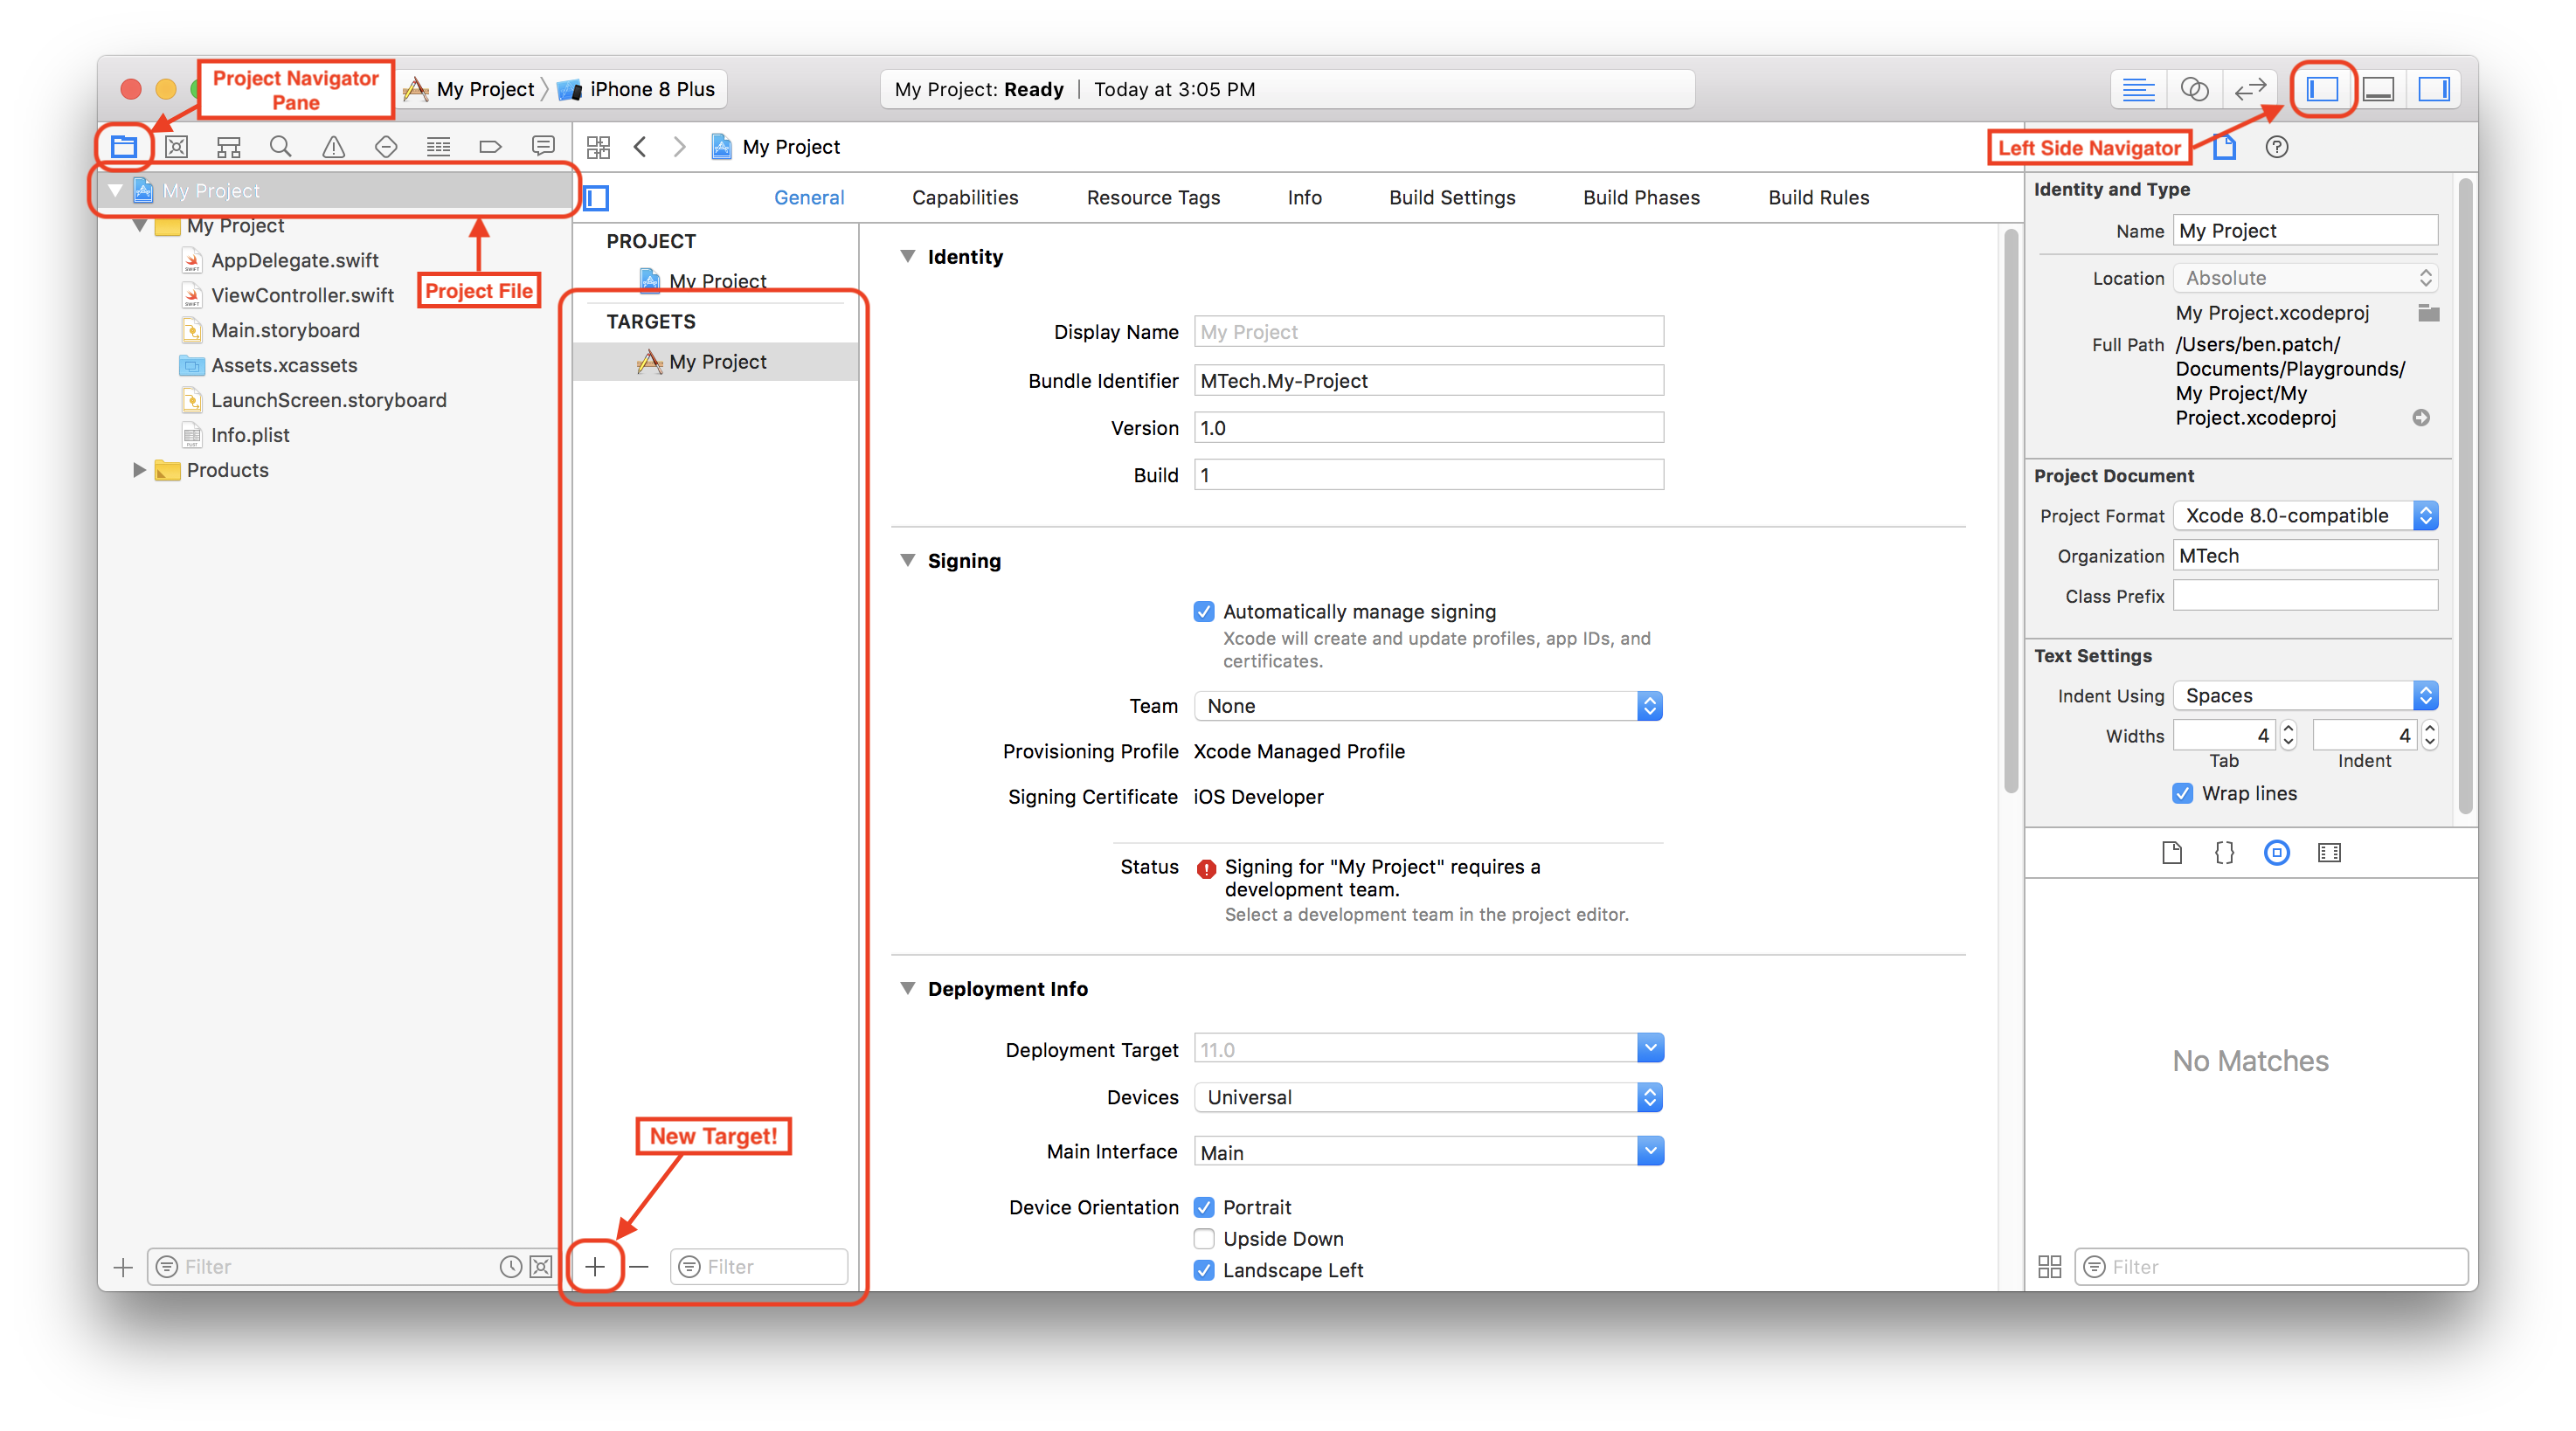 Project Navigator
Pane
My Project
iPhone 8 Plus
My Project: Ready | Today at 3:05 PM
Left Side Navigator
My Project
My Project
My Project
AppDelegate.swift
ViewController.swift
Main.storyboard
Assets.xcassets
LaunchScreen.storyboard
Info.plist
Products
Project File
Filter
General
Capabilities
Resource Tags
Info
Build Settings
Build Phases
Build Rules
PROJECT
My Project
TARGETS
My Project
New Target!
Filter
Identity
Display Name My Project
Bundle Identifier MTech.My-Project
Version 1.0
Build 1
Signing
Automatically manage signing
Xcode will create and update profiles, app IDs, and
certificates.
Team None
Provisioning Profile Xcode Managed Profile
Signing Certificate iOS Developer
Status Signing for "My Project" requires a
development team.
Select a development team in the project editor.
Deployment Info
Deployment Target 11.0
Devices Universal
Main Interface Main
Device Orientation Portrait
Upside Down
Landscape Left
Identity and Type
Name My Project
Location Absolute
My Project.xcodeproj
Full Path /Users/ben.patch/
Documents/Playgrounds/
My Project/My
Project.xcodeproj
Project Document
Project Format Xcode 8.0-compatible
Organization MTech
Class Prefix
Text Settings
Indent Using Spaces
Widths 4 4
Tab Indent
Wrap lines
No Matches
Filter